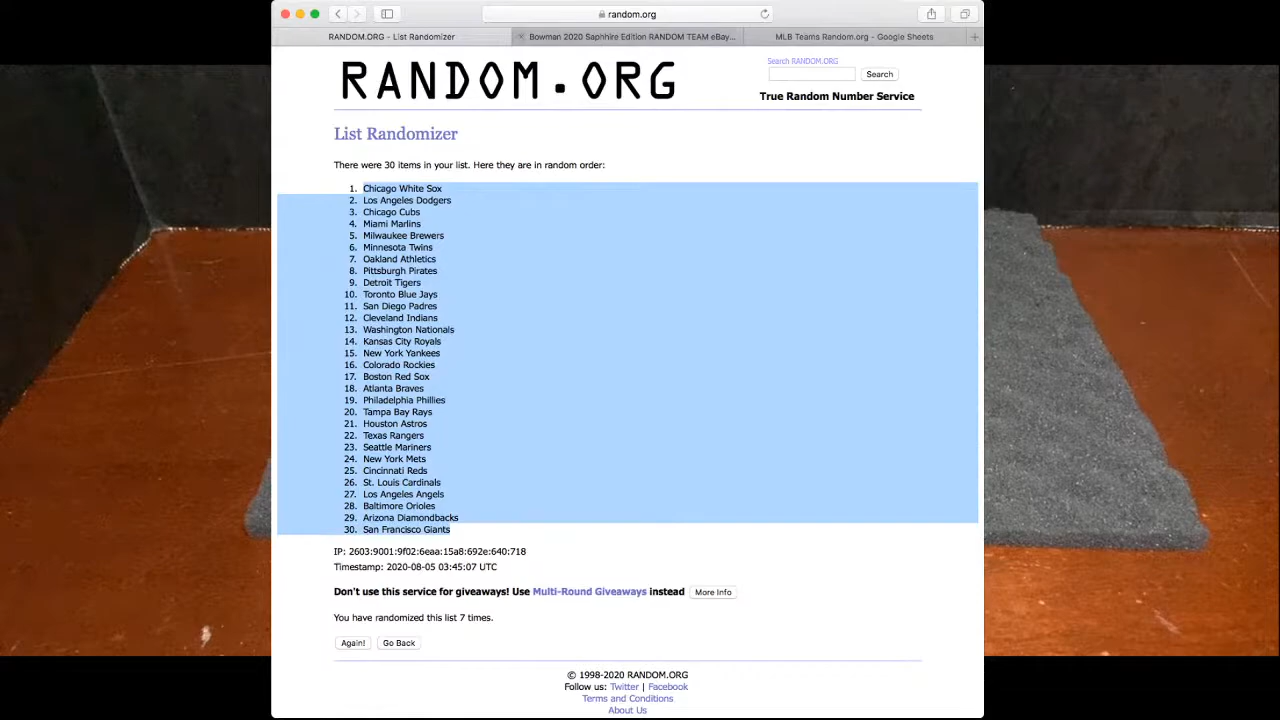 random.org
RANDOM.ORG - List Randomizer
Bowman 2020 Saphhire Edition RANDOM TEAM eBay...
MLB Teams Random.org - Google Sheets
Search RANDOM.ORG
RANDOM.ORG
Search
True Random Number Service
List Randomizer
There were 30 items in your list. Here they are in random order:
1. Chicago White Sox
2. Los Angeles Dodgers
3. Chicago Cubs
4. Miami Marlins
5. Milwaukee Brewers
6. Minnesota Twins
7. Oakland Athletics
8. Pittsburgh Pirates
9. Detroit Tigers
10. Toronto Blue Jays
11. San Diego Padres
12. Cleveland Indians
13. Washington Nationals
14. Kansas City Royals
15. New York Yankees
16. Colorado Rockies
17. Boston Red Sox
18. Atlanta Braves
19. Philadelphia Phillies
20. Tampa Bay Rays
21. Houston Astros
22. Texas Rangers
23. Seattle Mariners
24. New York Mets
25. Cincinnati Reds
26. St. Louis Cardinals
27. Los Angeles Angels
28. Baltimore Orioles
29. Arizona Diamondbacks
30. San Francisco Giants
IP: 2603:9001:9f02:6eaa:15a8:692e:640:718
Timestamp: 2020-08-05 03:45:07 UTC
Don't use this service for giveaways! Use Multi-Round Giveaways instead More Info
You have randomized this list 7 times.
Again! Go Back
© 1998-2020 RANDOM.ORG
Follow us: Twitter | Facebook
Terms and Conditions
About Us